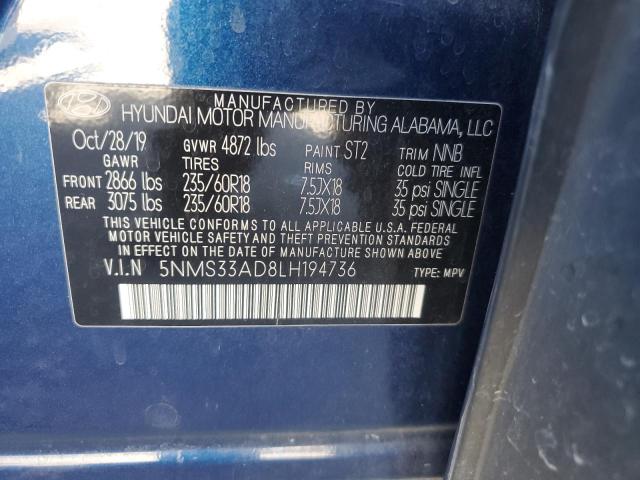 MANUFACTURED BY
HYUNDAI MOTOR MANUFACTURING ALABAMA, LLC
Oct/28/19 GVWR 4872 lbs PAINT ST2 TRIM NNB
GAWR TIRES RIMS COLD TIRE INFL.
FRONT 2866 lbs 235/60R18 7.5JX18 35 psi SINGLE
REAR 3075 lbs 235/60R18 7.5JX18 35 psi SINGLE
THIS VEHICLE CONFORMS TO ALL APPLICABLE U.S.A. FEDERAL
MOTOR VEHICLE SAFETY AND THEFT PREVENTION STANDARDS
IN EFFECT ON THE DATE OF MANUFACTURE SHOWN ABOVE.
V.I.N 5NMS33AD8LH194736 TYPE: MPV